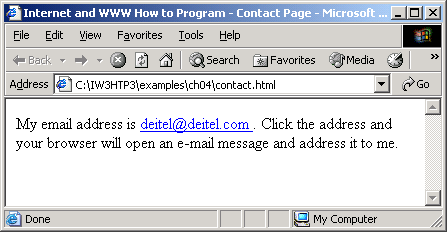 Internet and WWW How to Program - Contact Page - Microsoft ...
File Edit View Favorites Tools Help
Back Search Favorites Media
Address C:\IW3HTP3\examples\ch04\contact.html Go
My email address is deitel@deitel.com . Click the address and
your browser will open an e-mail message and address it to me.
Done My Computer